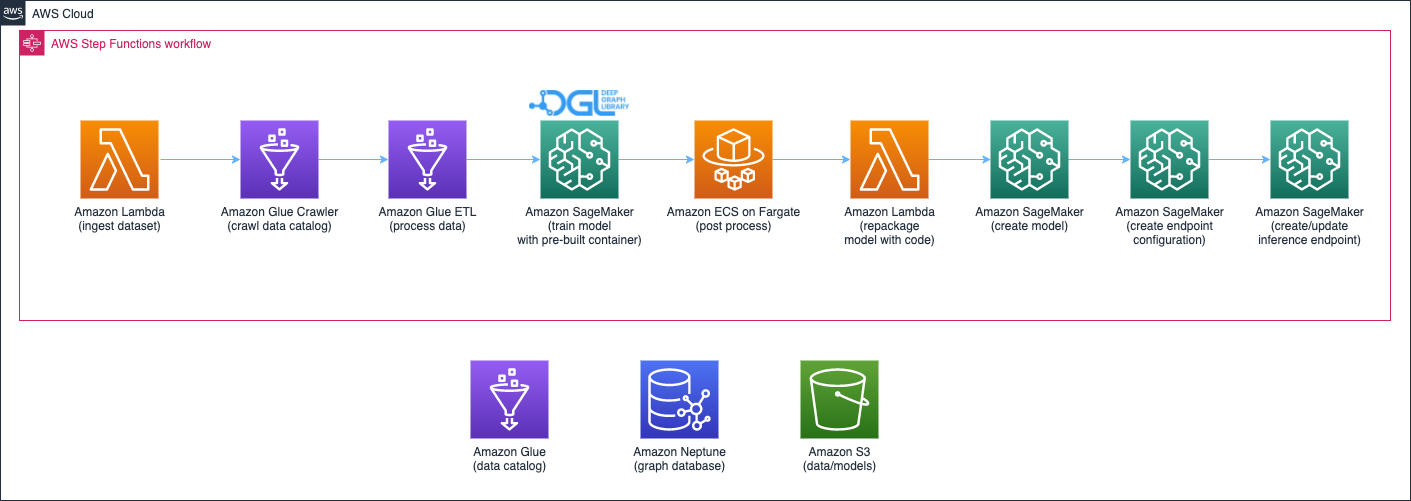 aws
AWS Cloud
AWS Step Functions workflow
DGL
DEEP
GRAPH
LIBRARY
Amazon Lambda
(ingest dataset)
Amazon Glue Crawler
(crawl data catalog)
Amazon Glue ETL
(process data)
Amazon SageMaker
(train model
with pre-built container)
Amazon ECS on Fargate
(post process)
Amazon Lambda
(repackage
model with code)
Amazon SageMaker
(create model)
Amazon SageMaker
(create endpoint
configuration)
Amazon SageMaker
(create/update
inference endpoint)
Amazon Glue
(data catalog)
Amazon Neptune
(graph database)
Amazon S3
(data/models)